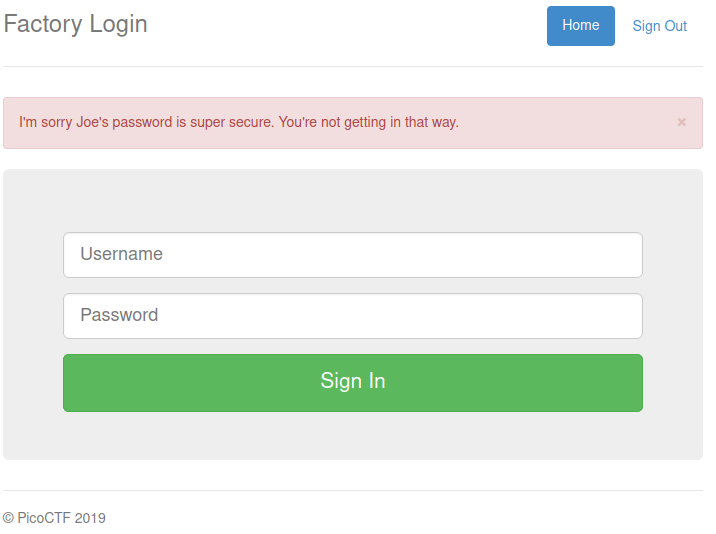 Factory Login
Home
Sign Out
I'm sorry Joe's password is super secure. You're not getting in that way.
×
Username
Password
Sign In
© PicoCTF 2019